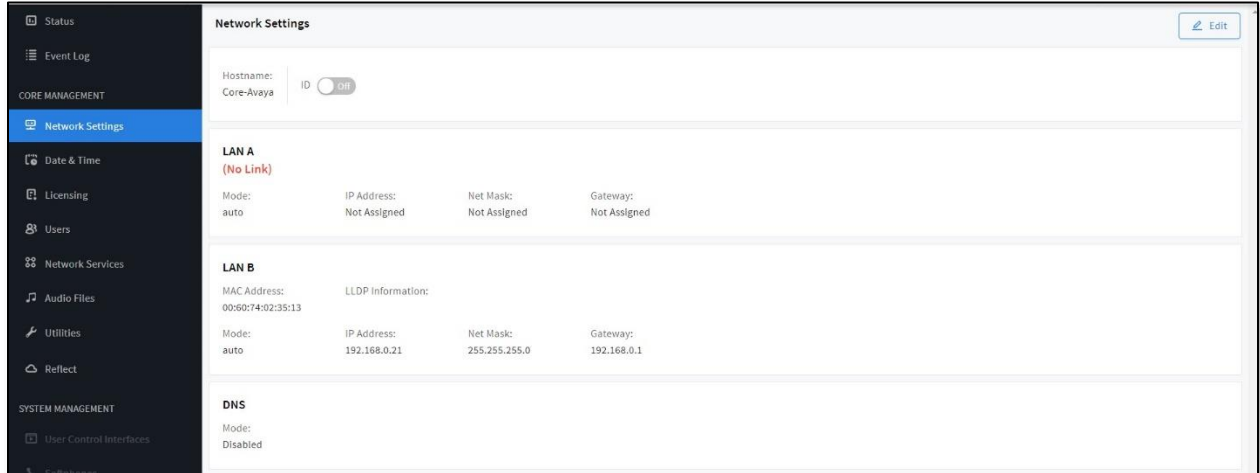 Status
Event Log
CORE MANAGEMENT
Network Settings
Date & Time
Licensing
Users
Network Services
Audio Files
Utilities
Reflect
SYSTEM MANAGEMENT
User Control Interfaces
Softphones
Network Settings
Edit
Hostname:
Core-Avaya
ID Off
LAN A
(No Link)
Mode: IP Address: Net Mask: Gateway:
auto Not Assigned Not Assigned Not Assigned
LAN B
MAC Address: LLDP Information:
00:60:74:02:35:13
Mode: IP Address: Net Mask: Gateway:
auto 192.168.0.21 255.255.255.0 192.168.0.1
DNS
Mode:
Disabled